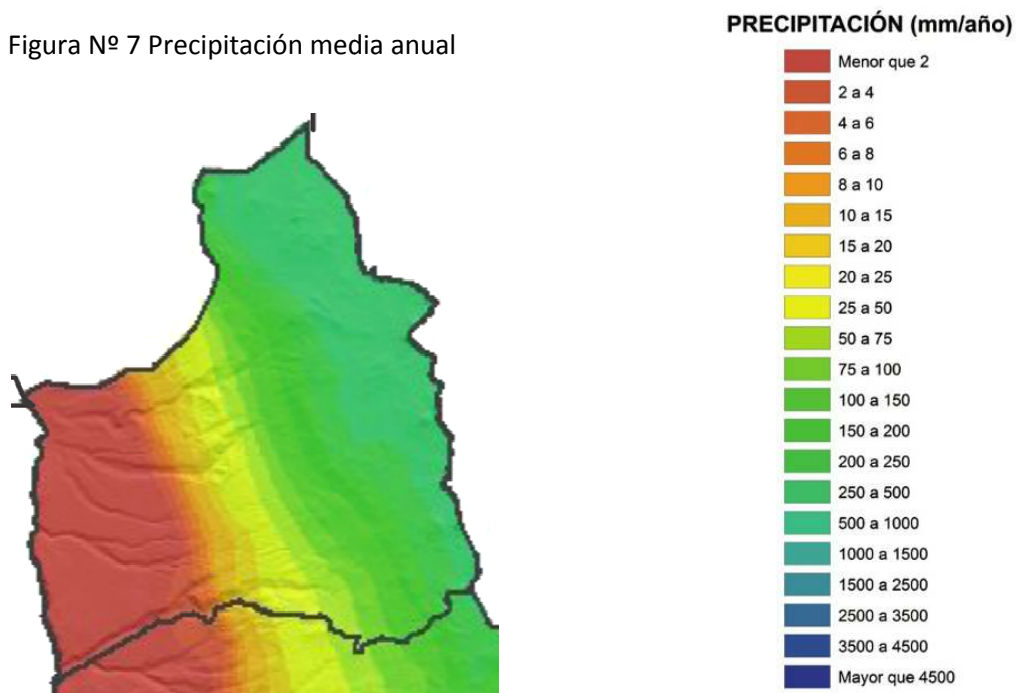 Figura Nº 7 Precipitación media anual
PRECIPITACIÓN (mm/año)
Menor que 2
2 a 4
4 a 6
6 a 8
8 a 10
10 a 15
15 a 20
20 a 25
25 a 50
50 a 75
75 a 100
100 a 150
150 a 200
200 a 250
250 a 500
500 a 1000
1000 a 1500
1500 a 2500
2500 a 3500
3500 a 4500
Mayor que 4500